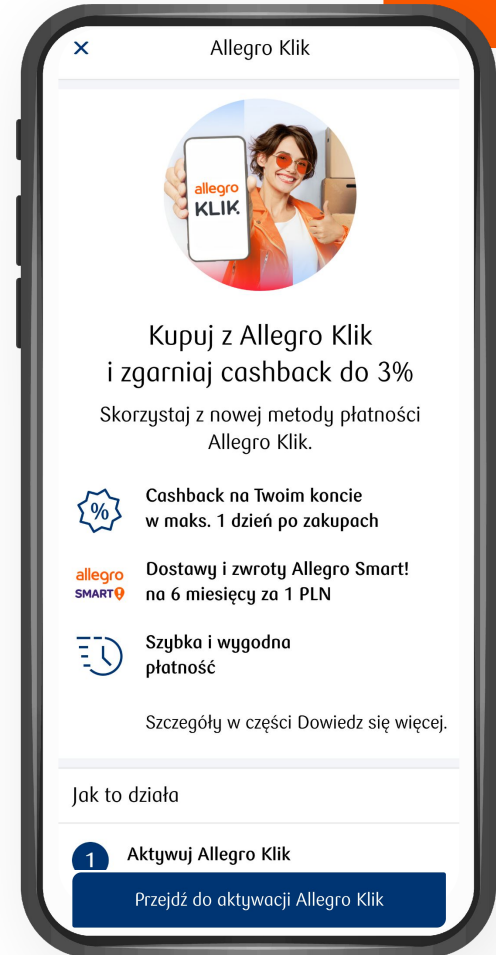 Allegro Klik
allegro
KLIK.
Kupuj z Allegro Klik
i zgarniaj cashback do 3%
Skorzystaj z nowej metody płatności
Allegro Klik.
%
Cashback na Twoim koncie
w maks. 1 dzień po zakupach
allegro
SMART!
Dostawy i zwroty Allegro Smart!
na 6 miesięcy za 1 PLN
Szybka i wygodna
płatność
Szczegóły w części Dowiedz się więcej.
Jak to działa
1 Aktywuj Allegro Klik
Przejdź do aktywacji Allegro Klik